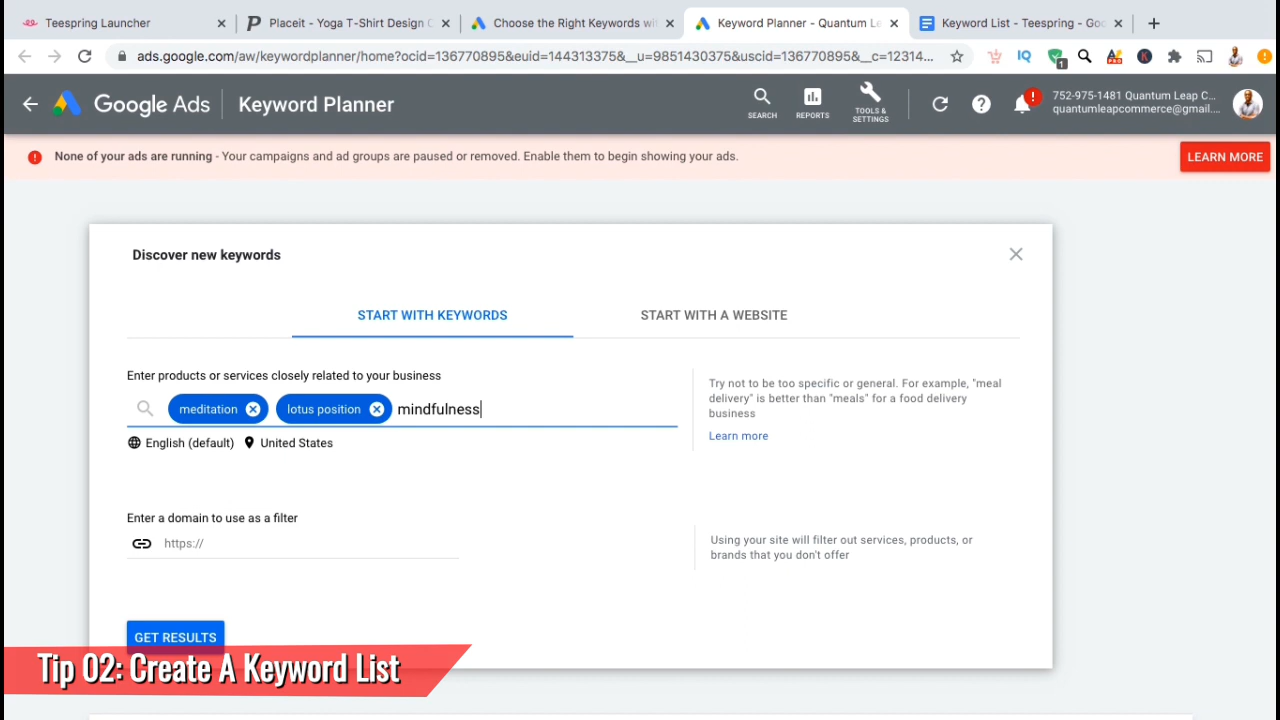 Teespring Launcher
Placeit - Yoga T-Shirt Design
Choose the Right Keywords wi
Keyword Planner - Quantum Le
Keyword List - Teespring - Goo
ads.google.com/aw/keywordplanner/home?ocid=136770895&euid=144313375&__u=9851430375&uscid=136770895&__c=12314...
IQ
1
PRO
K
Google Ads
Keyword Planner
SEARCH
REPORTS
TOOLS &
SETTINGS
752-975-1481 Quantum Leap C...
quantumleapcommerce@gmail....
None of your ads are running - Your campaigns and ad groups are paused or removed. Enable them to begin showing your ads.
LEARN MORE
Discover new keywords
START WITH KEYWORDS
START WITH A WEBSITE
Enter products or services closely related to your business
meditation
lotus position
mindfulness
English (default)
United States
Try not to be too specific or general. For example, "meal
delivery" is better than "meals" for a food delivery
business
Learn more
Enter a domain to use as a filter
https://
Using your site will filter out services, products, or
brands that you don't offer
GET RESULTS
Tip 02: Create A Keyword List